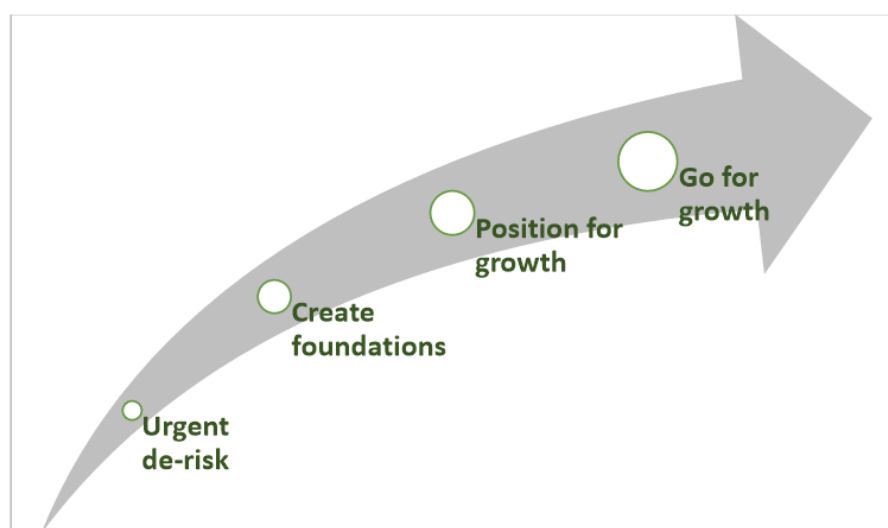 Urgent
de-risk
Create
foundations
Position for
growth
Go for
growth